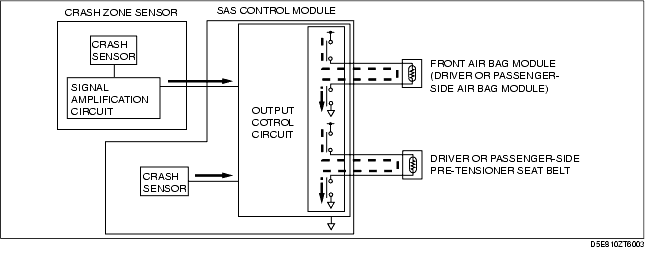 CRASH ZONE SENSOR
SAS CONTROL MODULE
CRASH
SENSOR
SIGNAL
AMPLIFICATION
CIRCUIT
OUTPUT
COTROL
CIRCUIT
CRASH
SENSOR
FRONT AIR BAG MODULE
(DRIVER OR PASSENGER-
SIDE AIR BAG MODULE)
DRIVER OR PASSENGER-SIDE
PRE-TENSIONER SEAT BELT
D5E810ZT6003